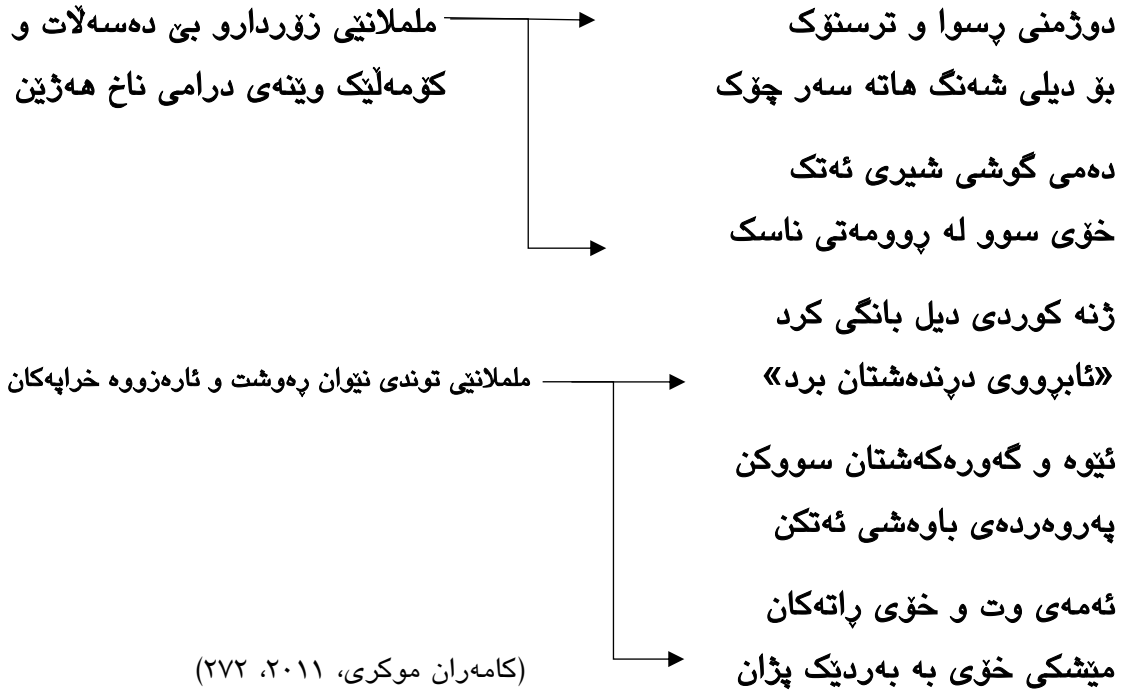 دوژمنی ڕسوا و ترسنۆک
ململانێی زۆردارو بێ دەسەڵات و
بۆ دیلی شەنگ هاتە سەر چۆک
کۆمەڵێک وێنەی درامی ناخ هەژێن
دەمی گوشی شیری ئەتک
خۆی سوو لە ڕوومەتی ناسک
ژنە کوردی دیل بانگی کرد
«ئابڕووی دڕندەشتان برد»
ململانێی توندی نێوان ڕەوشت و ئارەزووە خراپەکان
ئێوە و گەورەکەشتان سووکن
پەروەردەی باوەشی ئەتکن
ئەمەی وت و خۆی ڕاتەکان
مێشکی خۆی بە بەردێک پژان
(کامەران موکری، ٢٠١١، ٢٧٢)